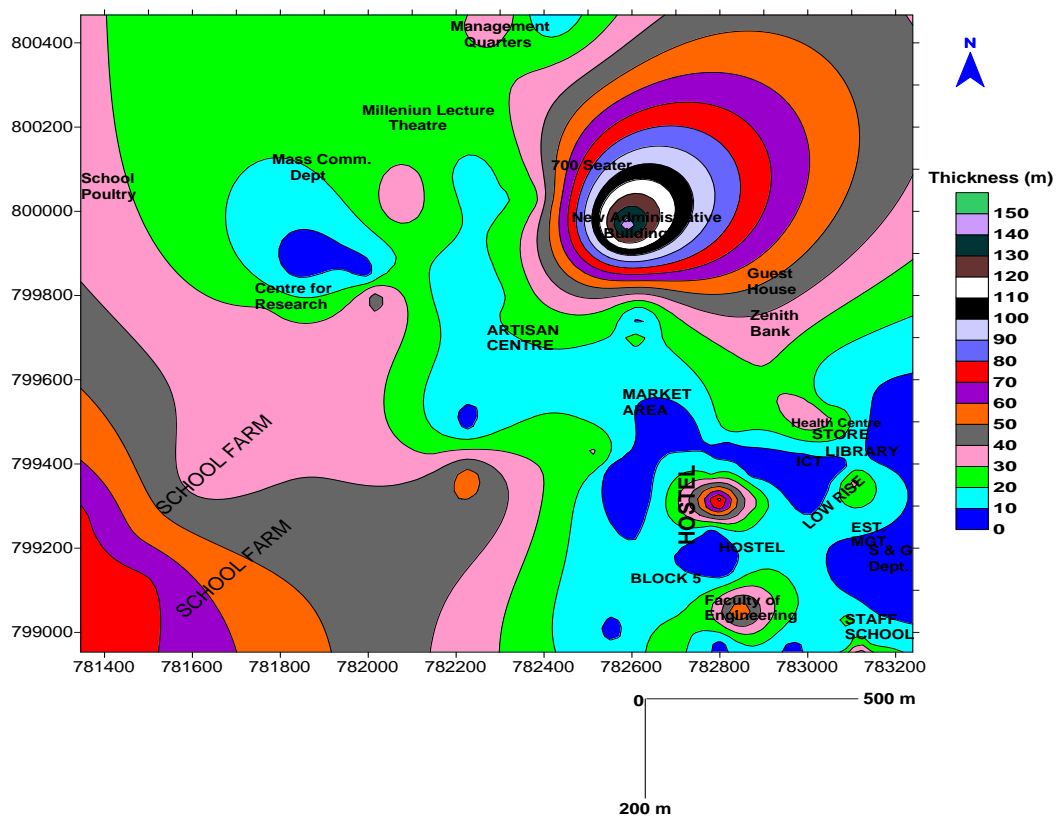 Management
Quarters
800400
N
Milleniun Lecture
Theatre
800200
Mass Comm.
Dept
700 Seater
School
Poultry
Thickness (m)
800000
New Administrative
Building
150
140
130
120
110
100
90
80
70
60
50
40
30
20
10
0
Guest
House
Centre for
Research
799800
Zenith
Bank
ARTISAN
CENTRE
799600
MARKET
AREA
Health Centre
STORE
LIBRARY
ICT
799400
SCHOOL FARM
HOSTEL
LOW RISE
EST.
MGT
799200
HOSTEL
S & G
Dept.
SCHOOL FARM
BLOCK 5
Faculty of
Engineering
STAFF
SCHOOL
799000
781400 781600 781800 782000 782200 782400 782600 782800 783000 783200
0 500 m
200 m